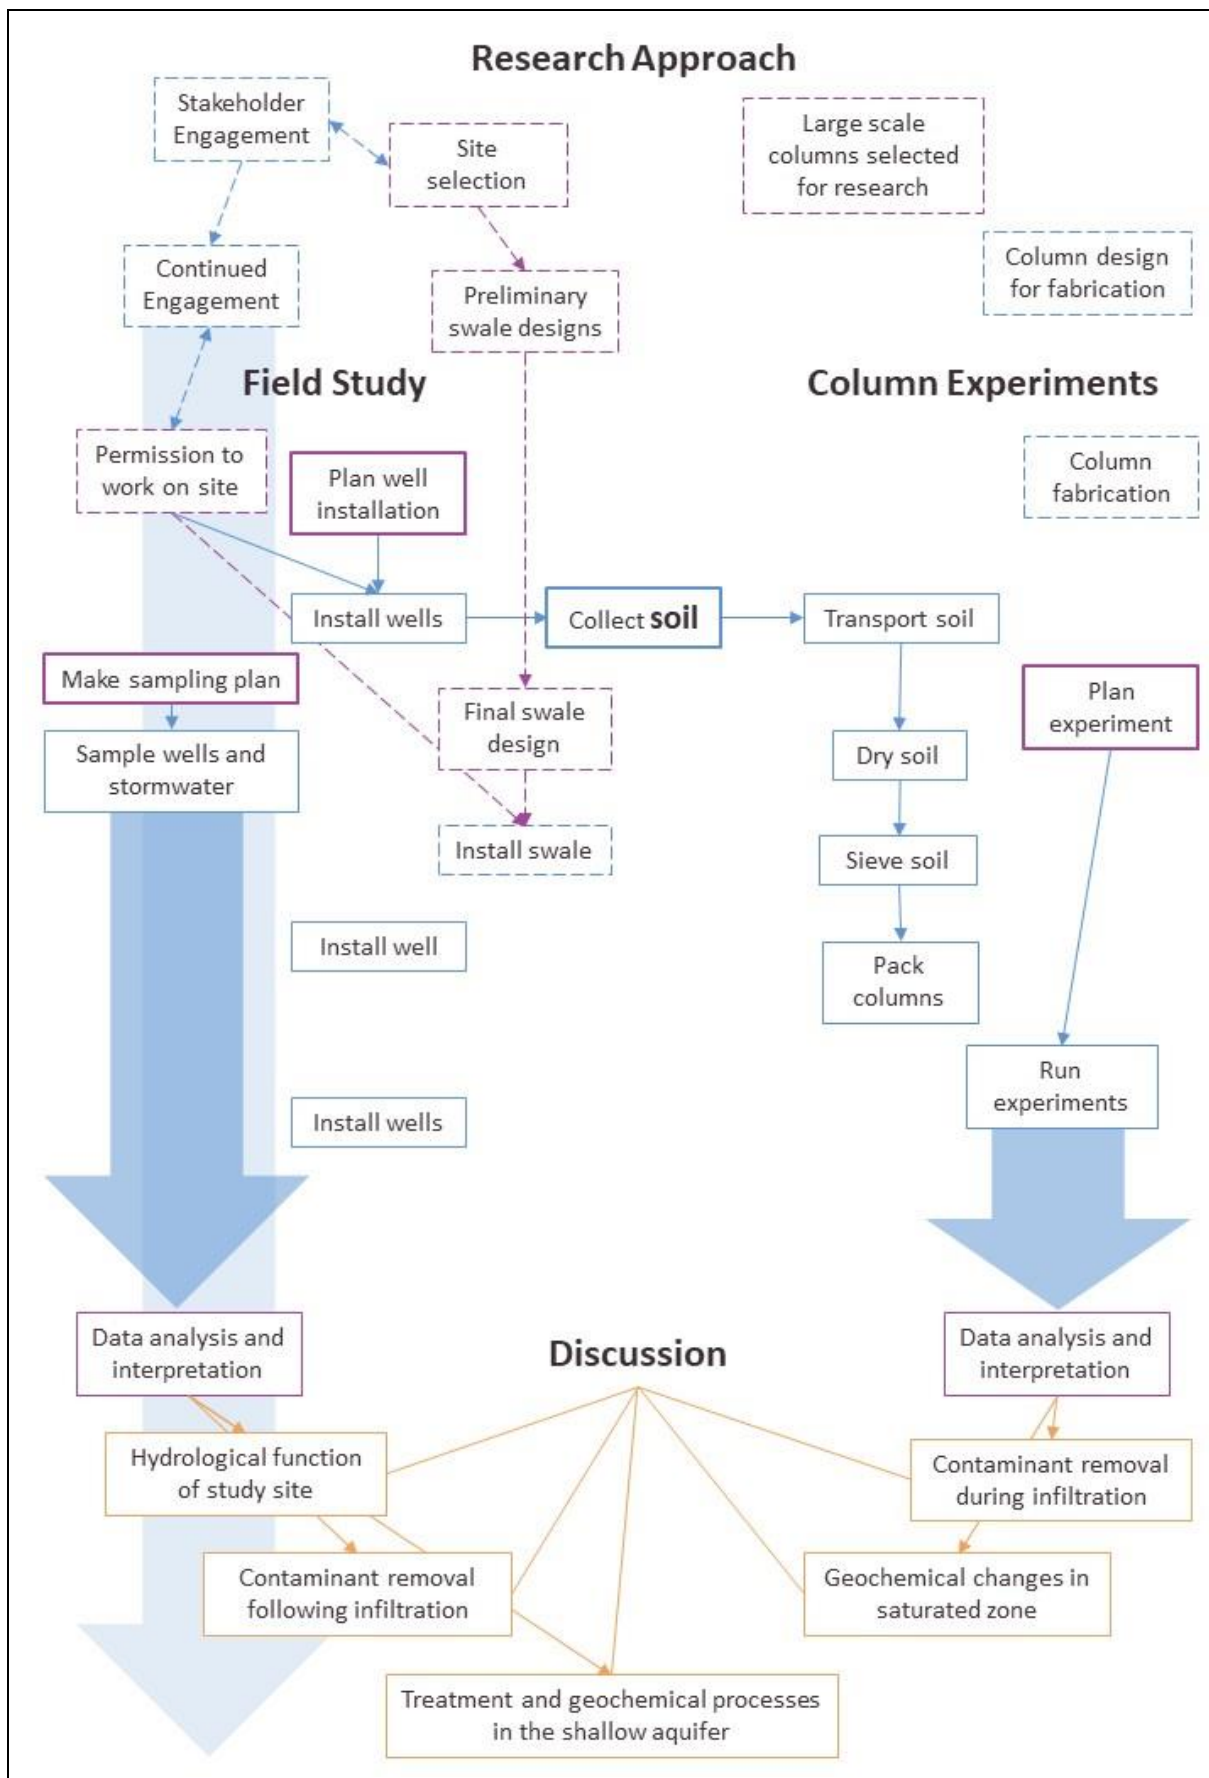 Research Approach
Stakeholder
Engagement
Site
selection
Large scale
columns selected
for research
Continued
Engagement
Preliminary
swale designs
Column design
for fabrication
Field Study
Column Experiments
Permission to
work on site
Plan well
installation
Column
fabrication
Install wells
Collect soil
Transport soil
Make sampling plan
Plan
experiment
Sample wells and
stormwater
Final swale
design
Dry soil
Install swale
Sieve soil
Install well
Pack
columns
Run
experiments
Install wells
Data analysis and
interpretation
Discussion
Data analysis and
interpretation
Hydrological function
of study site
Contaminant removal
during infiltration
Contaminant removal
following infiltration
Geochemical changes in
saturated zone
Treatment and geochemical processes
in the shallow aquifer